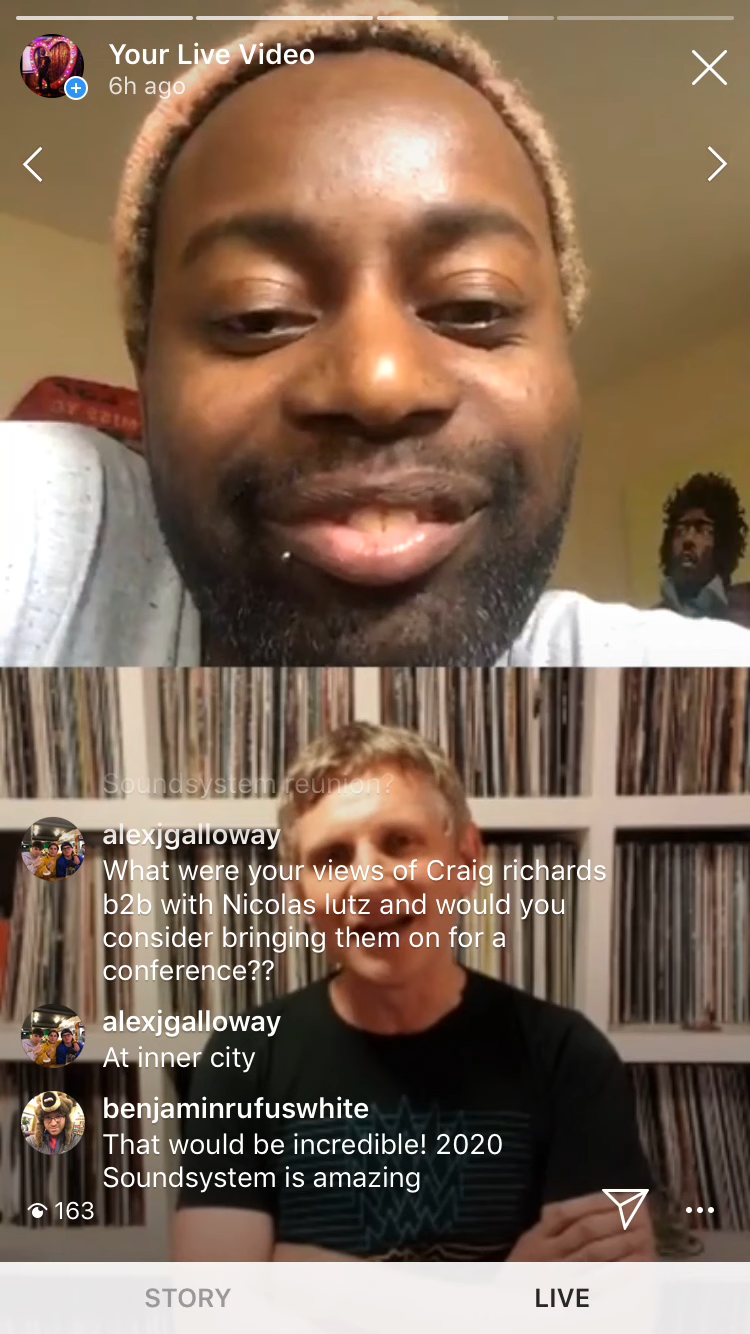 Your Live Video
6h ago
Soundsystem reunion?
alexjgalloway
What were your views of Craig richards
b2b with Nicolas lutz and would you
consider bringing them on for a
conference??
alexjgalloway
At inner city
benjaminrufuswhite
That would be incredible! 2020
Soundsystem is amazing
163
STORY
LIVE